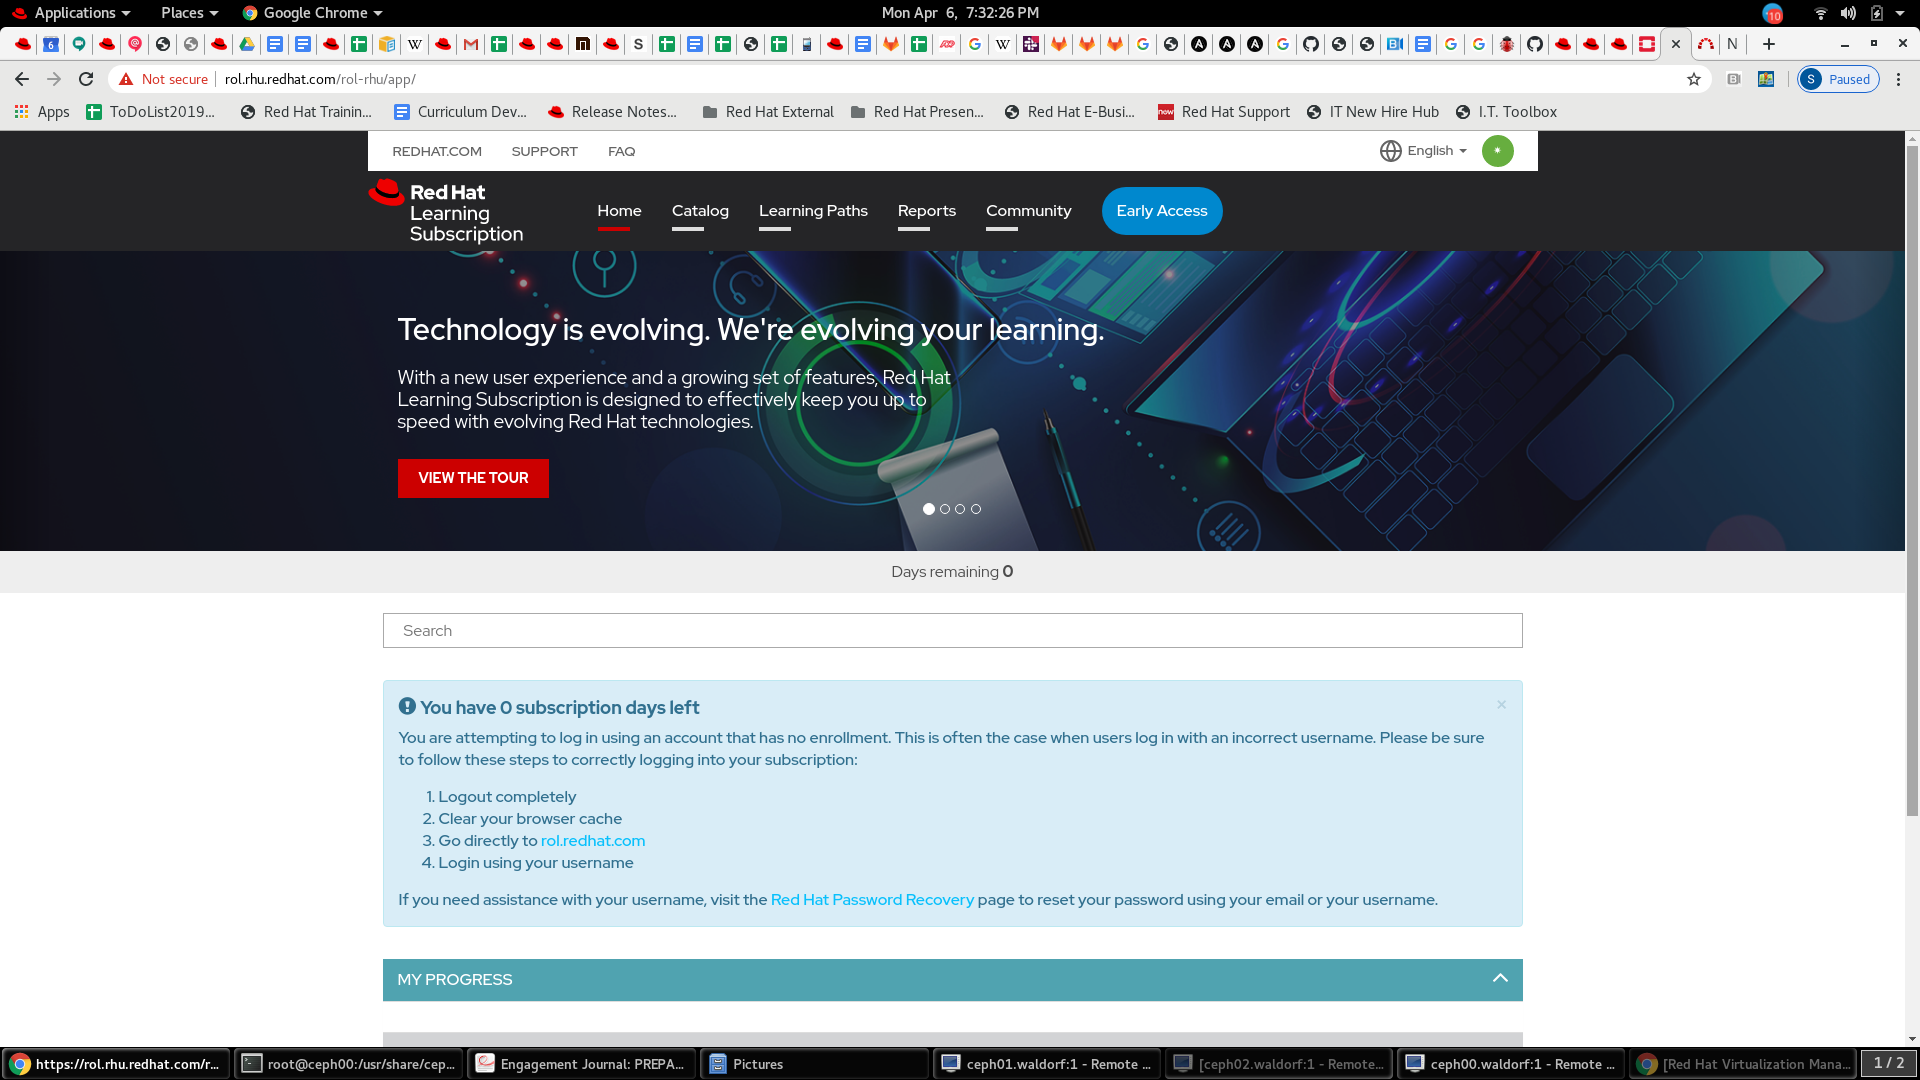 Applications
Places
Google Chrome
Mon Apr 6, 7:32:26 PM
10
Not secure
rol.rhu.redhat.com/rol-rhu/app/
S Paused
Apps
ToDoList2019...
Red Hat Trainin...
Curriculum Dev...
Release Notes...
Red Hat External
Red Hat Presen...
Red Hat E-Busi...
Red Hat Support
IT New Hire Hub
I.T. Toolbox
REDHAT.COM
SUPPORT
FAQ
English
Red Hat
Learning
Subscription
Home
Catalog
Learning Paths
Reports
Community
Early Access
Technology is evolving. We're evolving your learning.
With a new user experience and a growing set of features, Red Hat
Learning Subscription is designed to effectively keep you up to
speed with evolving Red Hat technologies.
VIEW THE TOUR
Days remaining 0
Search
You have 0 subscription days left
×
You are attempting to log in using an account that has no enrollment. This is often the case when users log in with an incorrect username. Please be sure
to follow these steps to correctly logging into your subscription:
1. Logout completely
2. Clear your browser cache
3. Go directly to rol.redhat.com
4. Login using your username
If you need assistance with your username, visit the Red Hat Password Recovery page to reset your password using your email or your username.
MY PROGRESS
https://rol.rhu.redhat.com/r...
root@ceph00:/usr/share/cep...
Engagement Journal: PREPA...
Pictures
ceph01.waldorf:1 - Remote ...
[ceph02.waldorf:1 - Remote...
ceph00.waldorf:1 - Remote ...
[Red Hat Virtualization Mana...
1 / 2